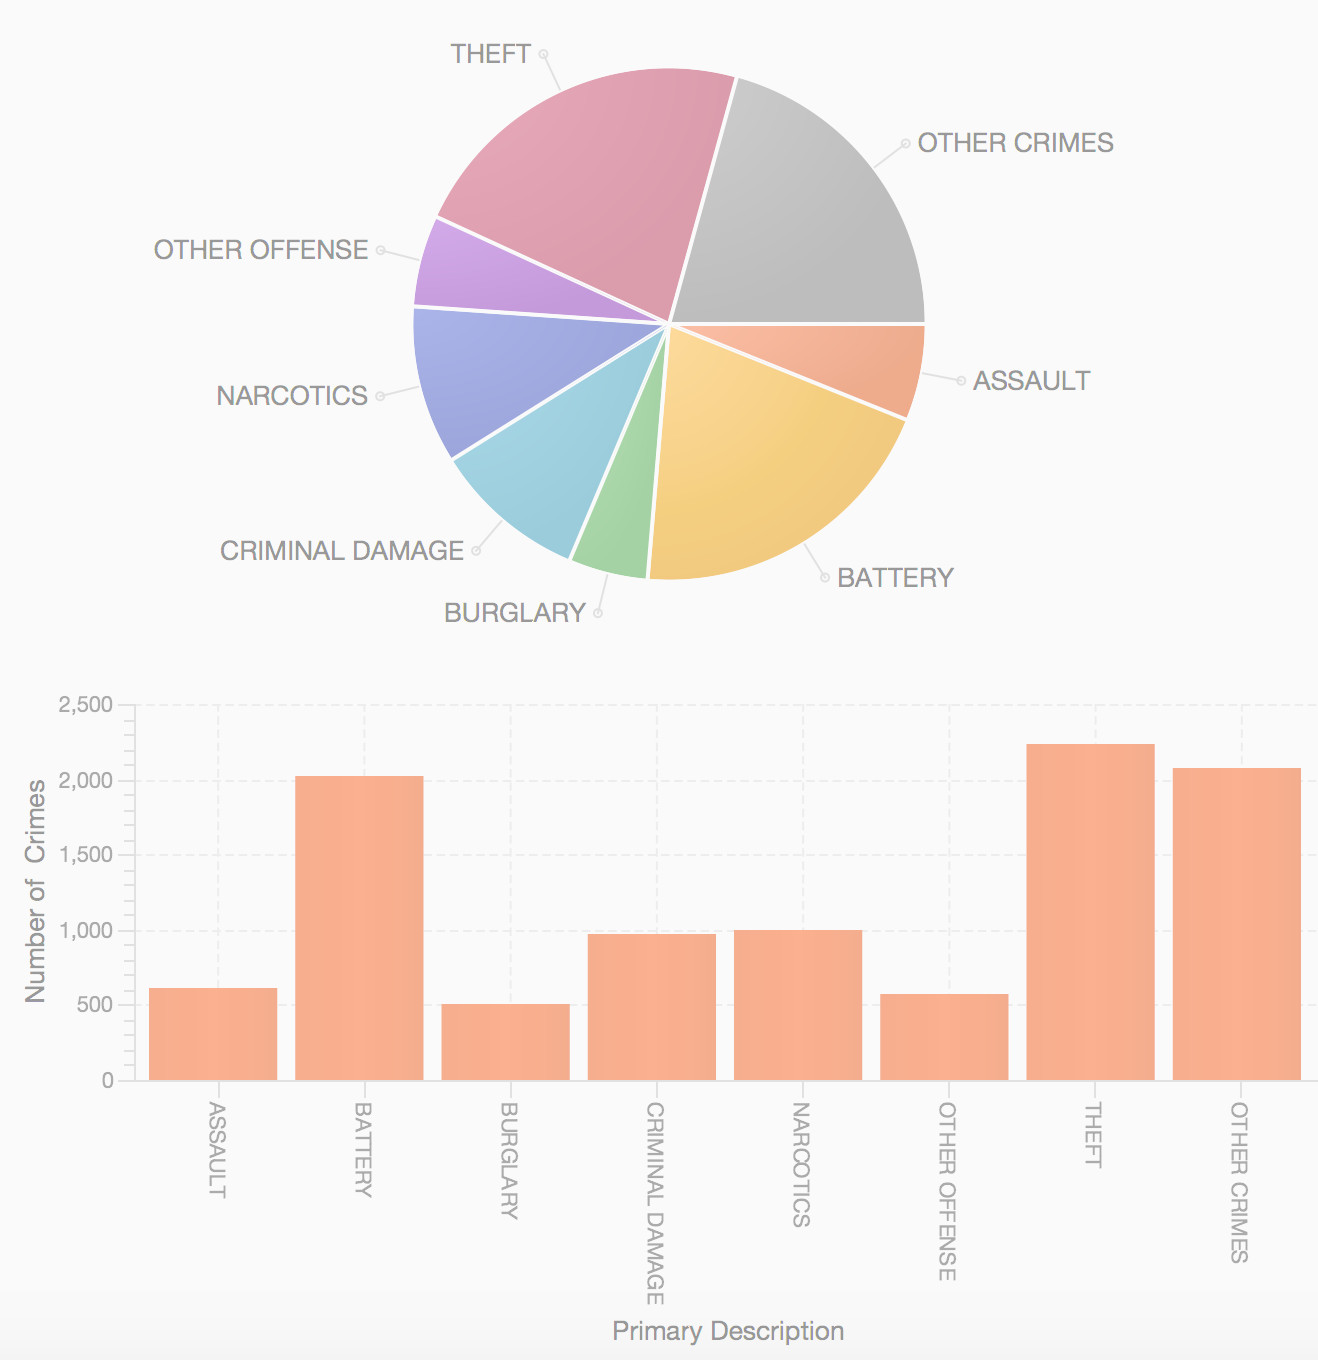 THEFT
OTHER CRIMES
OTHER OFFENSE
ASSAULT
NARCOTICS
CRIMINAL DAMAGE
BATTERY
BURGLARY
2,500
2,000
1,500
1,000
500
0
Number of Crimes
ASSAULT
BATTERY
BURGLARY
CRIMINAL DAMAGE
NARCOTICS
OTHER OFFENSE
THEFT
OTHER CRIMES
Primary Description